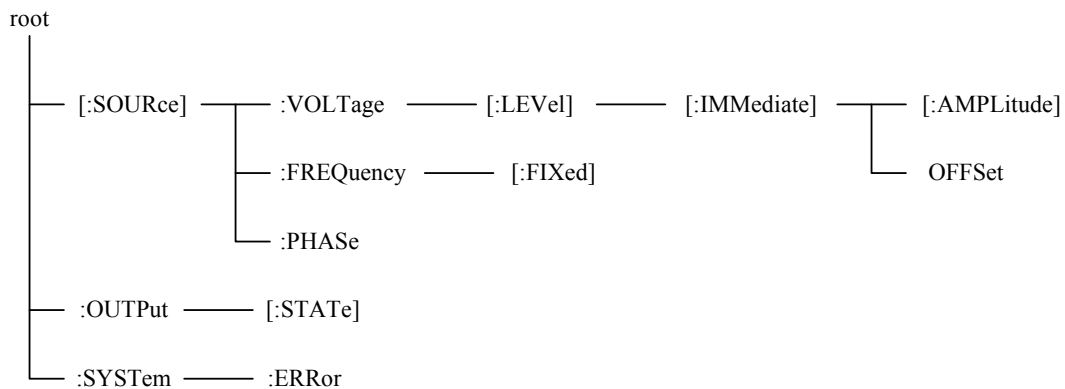 root
[:SOURce] :VOLTage [:LEVel] [:IMMediate] [:AMPLitude]
:FREQuency [:FIXed] OFFSet
:PHASe
:OUTPut [:STATe]
:SYSTem :ERRor